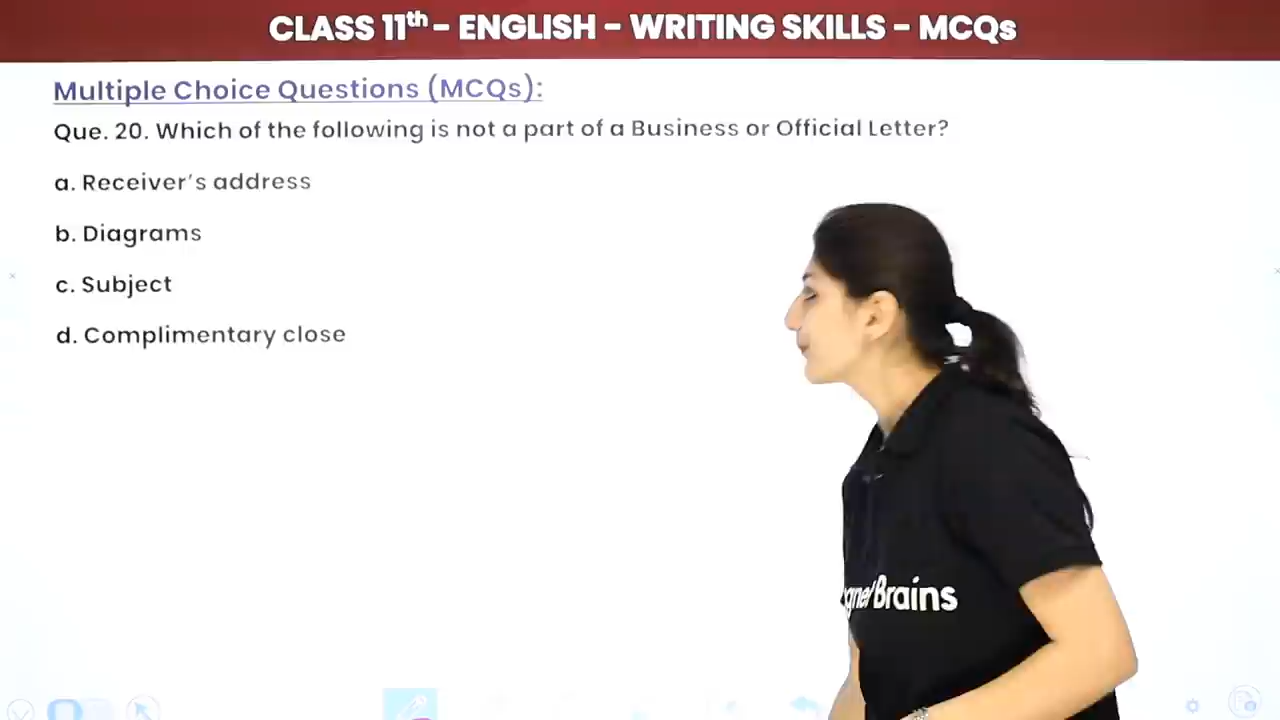 CLASS 11th - ENGLISH - WRITING SKILLS - MCQs
Multiple Choice Questions (MCQs):
Que. 20. Which of the following is not a part of a Business or Official Letter?
a. Receiver's address
b. Diagrams
c. Subject
d. Complimentary close
Brains